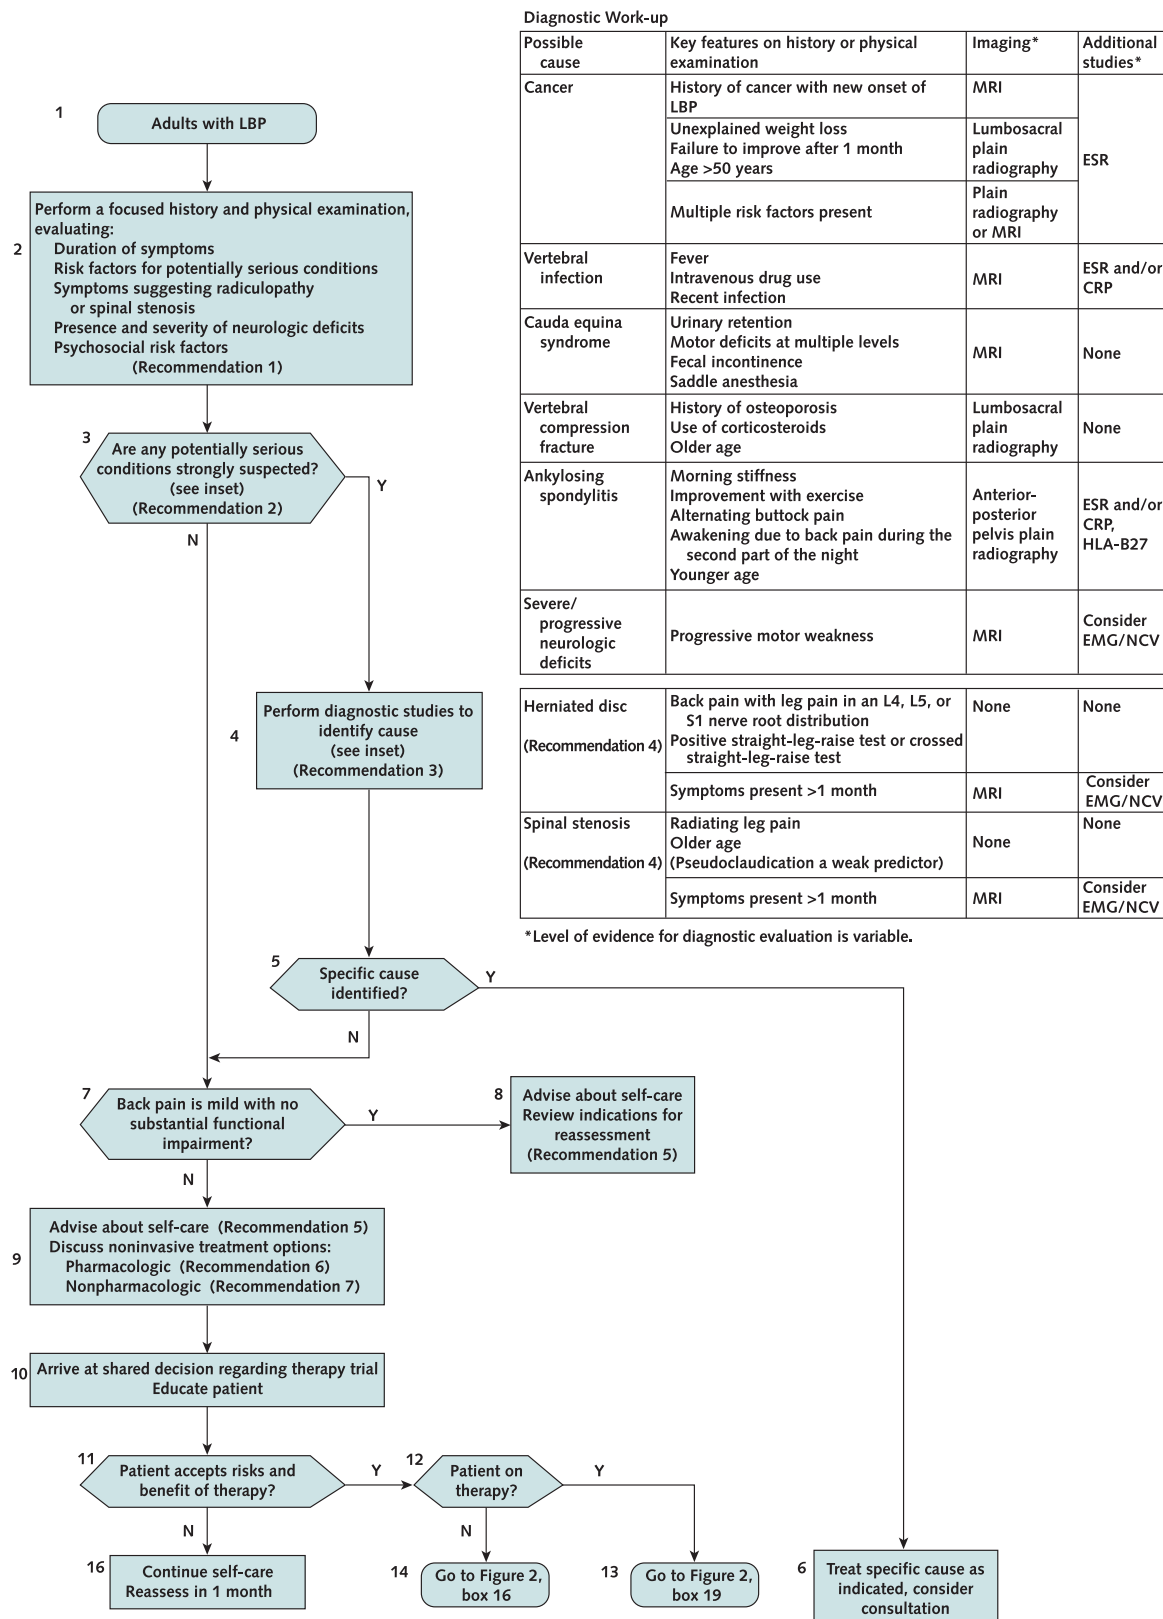 Diagnostic Work-up
Possible cause
Key features on history or physical examination
Imaging*
Additional studies*
Cancer
History of cancer with new onset of LBP
MRI
ESR
Unexplained weight loss
Failure to improve after 1 month
Age >50 years
Lumbosacral plain radiography
Multiple risk factors present
Plain radiography or MRI
Vertebral infection
Fever
Intravenous drug use
Recent infection
MRI
ESR and/or CRP
Cauda equina syndrome
Urinary retention
Motor deficits at multiple levels
Fecal incontinence
Saddle anesthesia
MRI
None
Vertebral compression fracture
History of osteoporosis
Use of corticosteroids
Older age
Lumbosacral plain radiography
None
Ankylosing spondylitis
Morning stiffness
Improvement with exercise
Alternating buttock pain
Awakening due to back pain during the second part of the night
Younger age
Anterior-posterior pelvis plain radiography
ESR and/or CRP, HLA-B27
Severe/progressive neurologic deficits
Progressive motor weakness
MRI
Consider EMG/NCV
Herniated disc
(Recommendation 4)
Back pain with leg pain in an L4, L5, or S1 nerve root distribution
Positive straight-leg-raise test or crossed straight-leg-raise test
None
None
Symptoms present >1 month
MRI
Consider EMG/NCV
Spinal stenosis
(Recommendation 4)
Radiating leg pain
Older age
(Pseudoclaudication a weak predictor)
None
None
Symptoms present >1 month
MRI
Consider EMG/NCV
*Level of evidence for diagnostic evaluation is variable.
1
Adults with LBP
2
Perform a focused history and physical examination,
evaluating:
Duration of symptoms
Risk factors for potentially serious conditions
Symptoms suggesting radiculopathy
or spinal stenosis
Presence and severity of neurologic deficits
Psychosocial risk factors
(Recommendation 1)
3
Are any potentially serious
conditions strongly suspected?
(see inset)
(Recommendation 2)
Y
N
4
Perform diagnostic studies to
identify cause
(see inset)
(Recommendation 3)
5
Specific cause
identified?
Y
N
7
Back pain is mild with no
substantial functional
impairment?
Y
N
8
Advise about self-care
Review indications for
reassessment
(Recommendation 5)
9
Advise about self-care (Recommendation 5)
Discuss noninvasive treatment options:
Pharmacologic (Recommendation 6)
Nonpharmacologic (Recommendation 7)
10
Arrive at shared decision regarding therapy trial
Educate patient
11
Patient accepts risks and
benefit of therapy?
Y
N
12
Patient on
therapy?
Y
N
16
Continue self-care
Reassess in 1 month
14
Go to Figure 2,
box 16
13
Go to Figure 2,
box 19
6
Treat specific cause as
indicated, consider
consultation